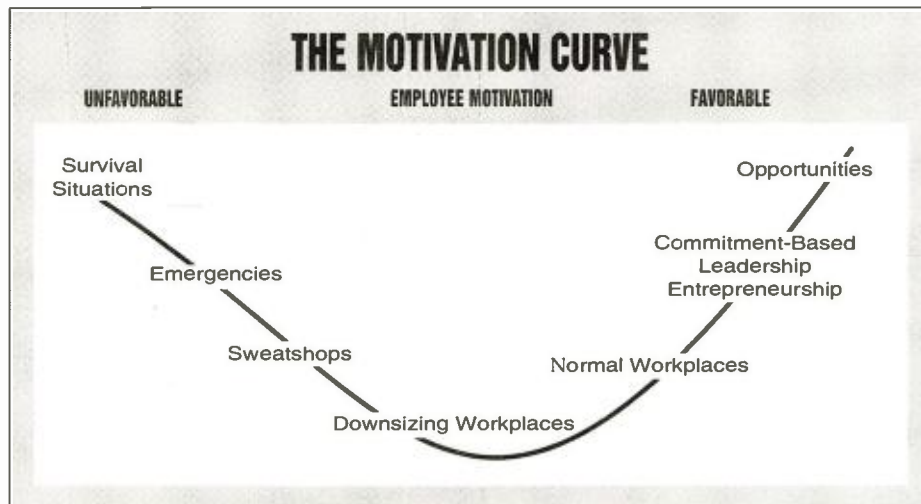 THE MOTIVATION CURVE
UNFAVORABLE EMPLOYEE MOTIVATION FAVORABLE
Survival
Situations
Opportunities
Emergencies
Commitment-Based
Leadership
Entrepreneurship
Sweatshops
Normal Workplaces
Downsizing Workplaces